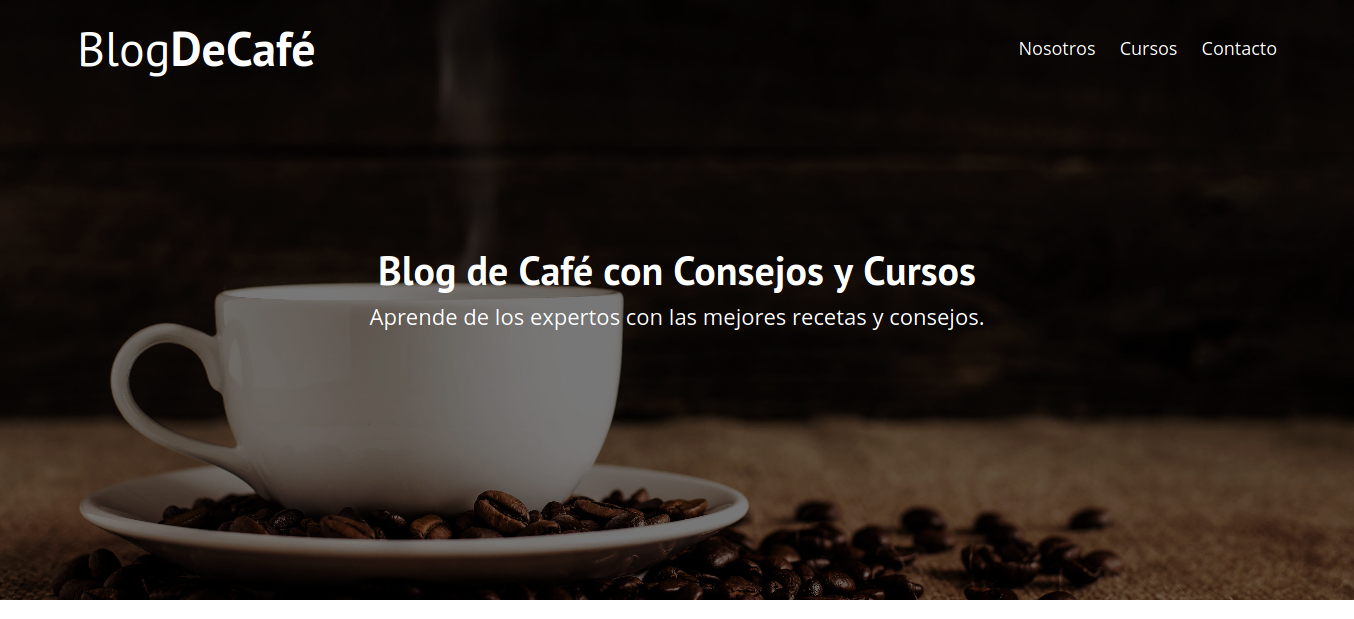 BlogDeCafé
Nosotros Cursos Contacto
Blog de Café con Consejos y Cursos
Aprende de los expertos con las mejores recetas y consejos.